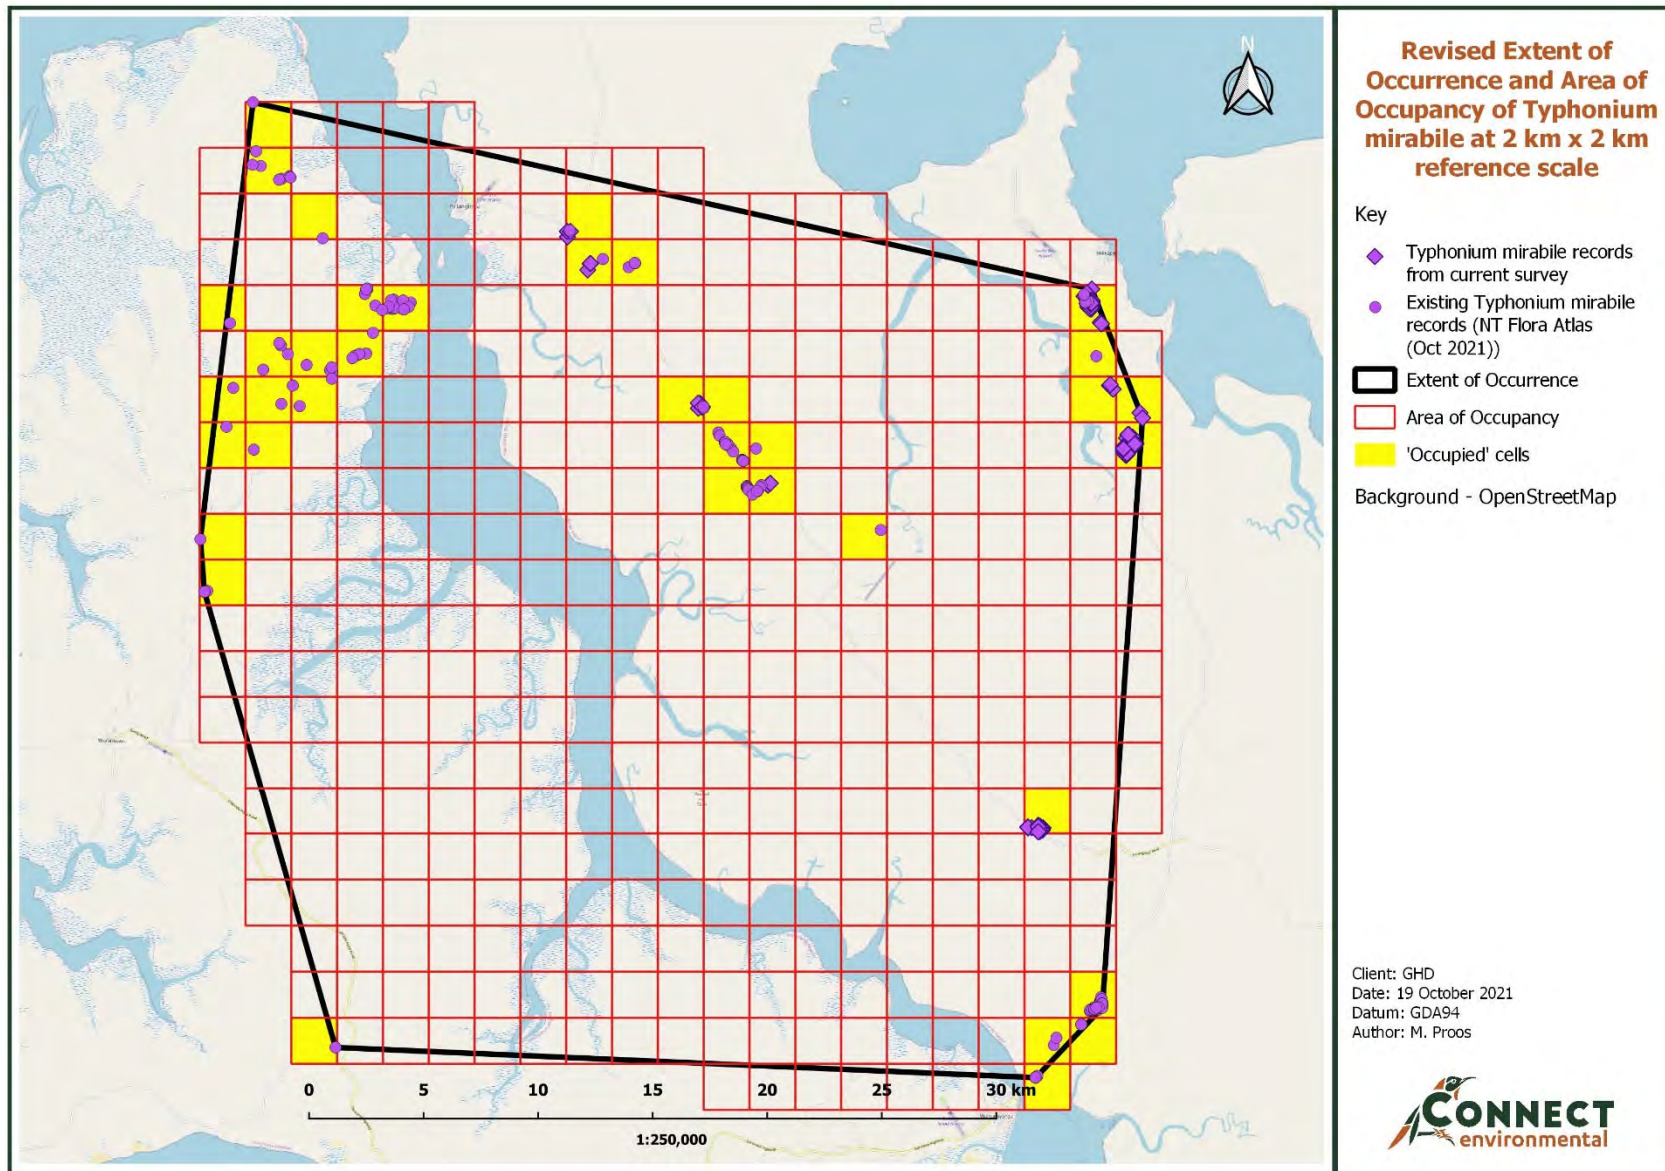 N
Revised Extent of
Occurrence and Area of
Occupancy of Typhonium
mirabile at 2 km x 2 km
reference scale
Key
Typhonium mirabile records
from current survey
Existing Typhonium mirabile
records (NT Flora Atlas
(Oct 2021))
Extent of Occurrence
Area of Occupancy
'Occupied' cells
Background - OpenStreetMap
0 5 10 15 20 25 30 km
1:250,000
Client: GHD
Date: 19 October 2021
Datum: GDA94
Author: M. Proos
CONNECT
environmental